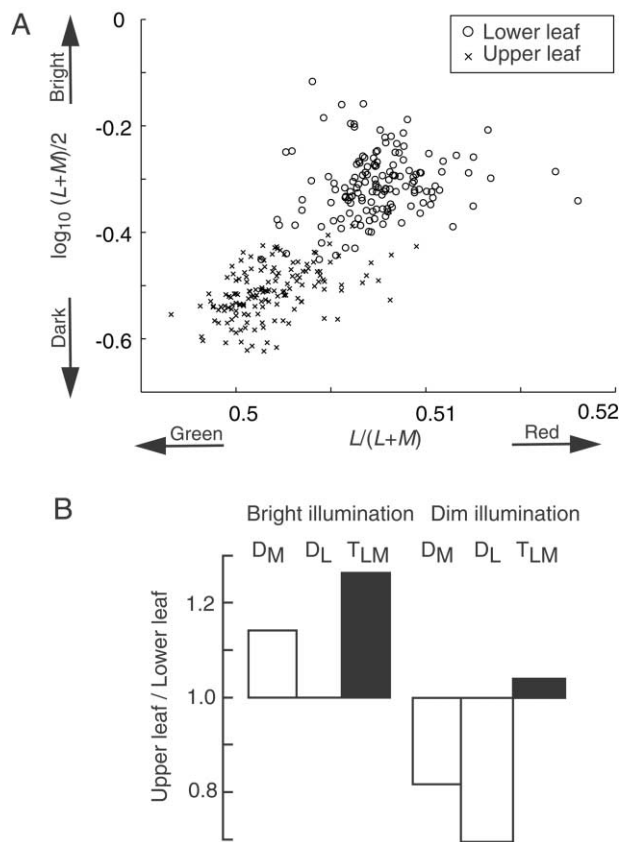 A
Bright
Dark
log10 (L+M)/2
0
-0.2
-0.4
-0.6
Lower leaf
Upper leaf
0.5
0.51
0.52
Green
L/(L+M)
Red
B
Bright illumination Dim illumination
DM DL TLM DM DL TLM
Upper leaf / Lower leaf
1.2
1.0
0.8